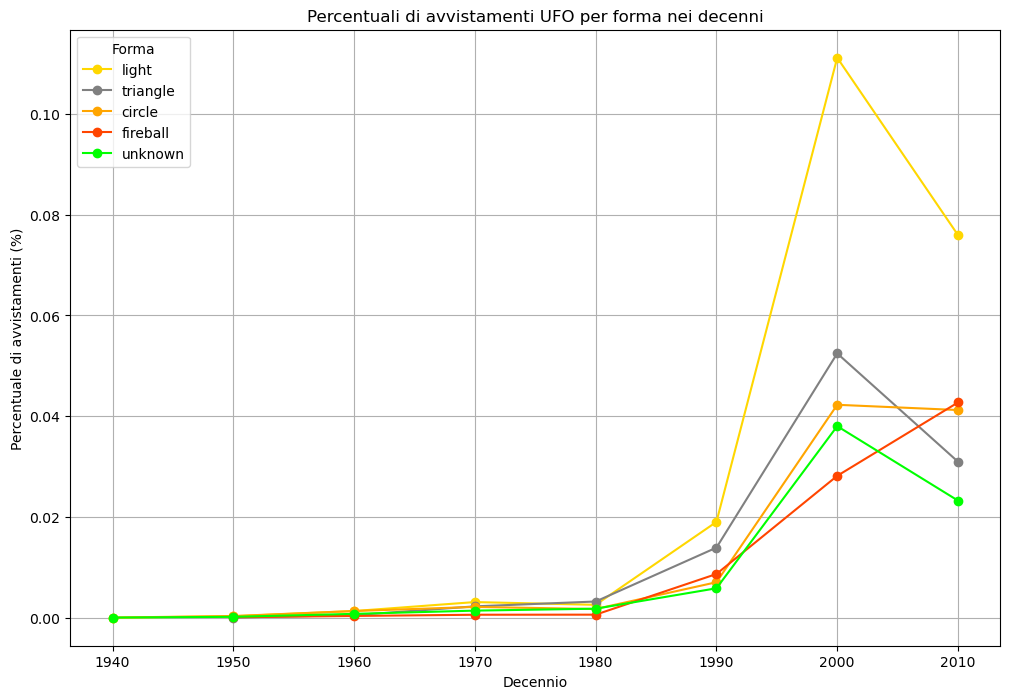 Percentuali di avvistamenti UFO per forma nei decenni
Forma
light
triangle
circle
fireball
unknown
Percentuale di avvistamenti (%)
0.10
0.08
0.06
0.04
0.02
0.00
1940 1950 1960 1970 1980 1990 2000 2010
Decennio